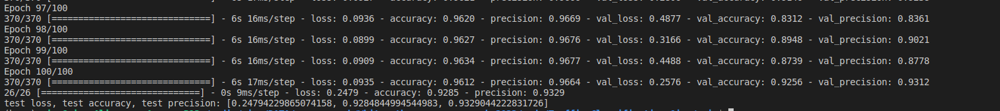 Epoch 97/100
370/370 [==============================] - 6s 16ms/step - loss: 0.0936 - accuracy: 0.9620 - precision: 0.9669 - val_loss: 0.4877 - val_accuracy: 0.8312 - val_precision: 0.8361
Epoch 98/100
370/370 [==============================] - 6s 16ms/step - loss: 0.0899 - accuracy: 0.9627 - precision: 0.9676 - val_loss: 0.3166 - val_accuracy: 0.8948 - val_precision: 0.9021
Epoch 99/100
370/370 [==============================] - 6s 16ms/step - loss: 0.0909 - accuracy: 0.9634 - precision: 0.9677 - val_loss: 0.4488 - val_accuracy: 0.8739 - val_precision: 0.8778
Epoch 100/100
370/370 [==============================] - 6s 17ms/step - loss: 0.0935 - accuracy: 0.9612 - precision: 0.9664 - val_loss: 0.2576 - val_accuracy: 0.9256 - val_precision: 0.9312
26/26 [==============================] - 0s 9ms/step - loss: 0.2479 - accuracy: 0.9285 - precision: 0.9329
test loss, test accuracy, test precision: [0.24794229865074158, 0.9284844994544983, 0.9329044222831726]